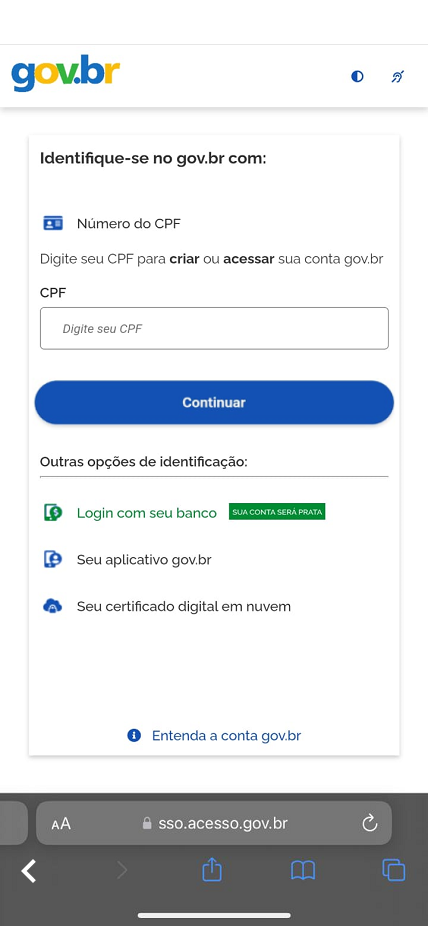 gov.br
Identifique-se no gov.br com:
Número do CPF
Digite seu CPF para criar ou acessar sua conta gov.br
CPF
Digite seu CPF
Continuar
Outras opções de identificação:
Login com seu banco SUA CONTA SERÁ PRATA
Seu aplicativo gov.br
Seu certificado digital em nuvem
Entenda a conta gov.br
AA sso.acesso.gov.br